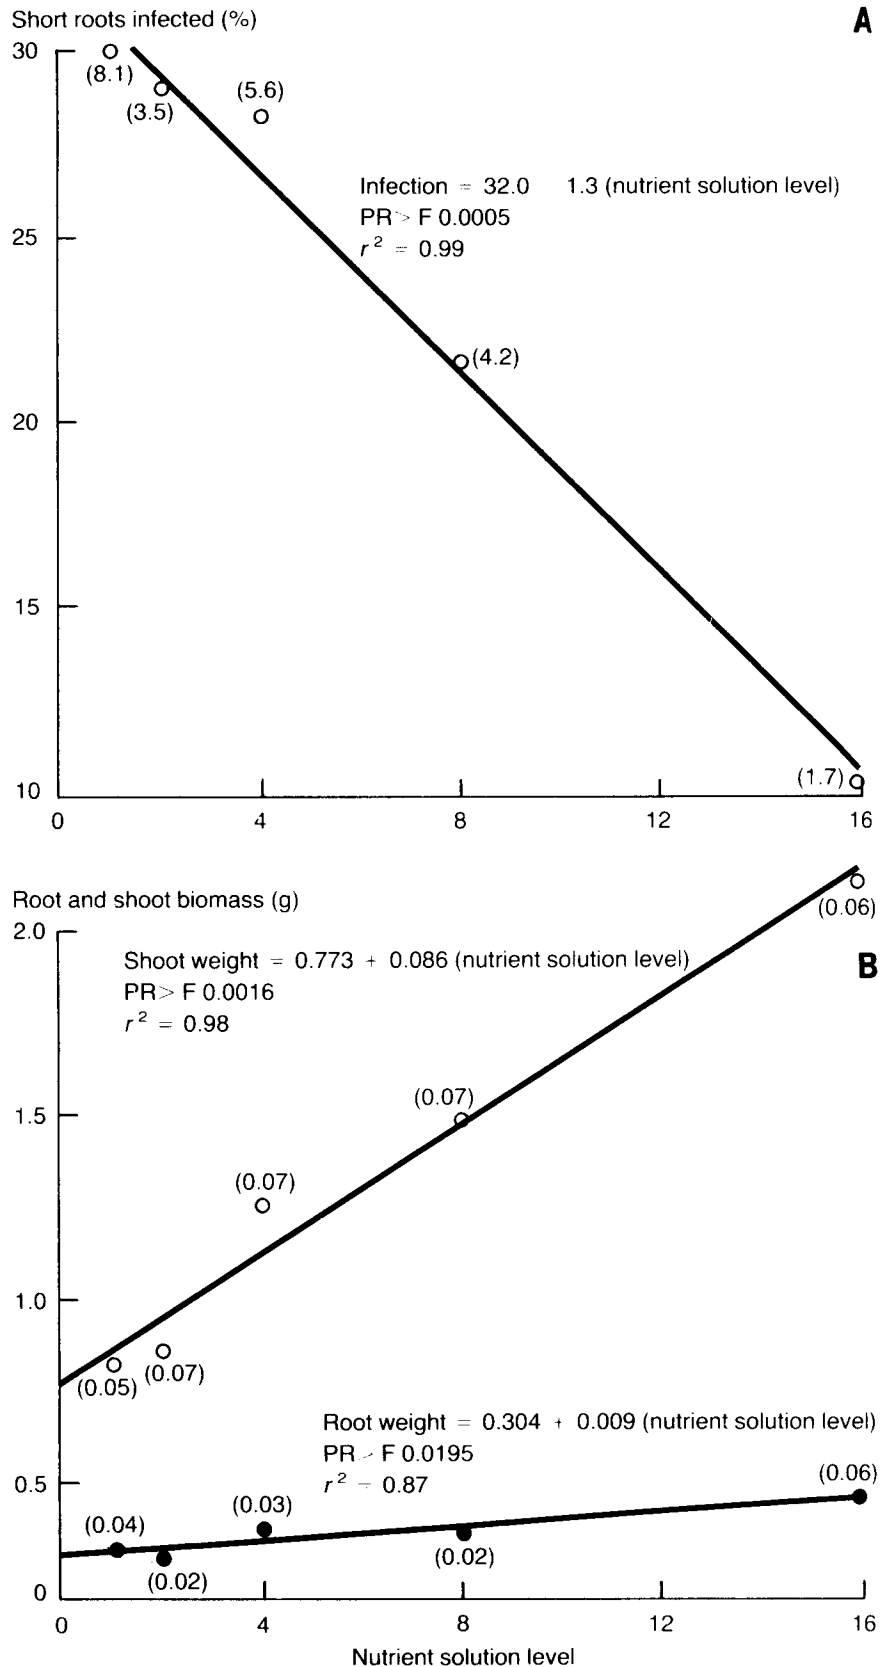 Short roots infected (%)
A
30
(8.1)
(3.5)
(5.6)
Infection = 32.0 1.3 (nutrient solution level)
PR> F 0.0005
r² = 0.99
25
(4.2)
20
15
(1.7)
10
0 4 8 12 16
Root and shoot biomass (g)
(0.06)
2.0
Shoot weight = 0.773 + 0.086 (nutrient solution level)
B
PR> F 0.0016
r² = 0.98
(0.07)
1.5
(0.07)
1.0
(0.05)
(0.07)
Root weight = 0.304 + 0.009 (nutrient solution level)
PR > F 0.0195
(0.06)
0.5
r² = 0.87
(0.03)
(0.04)
(0.02)
(0.02)
0
0 4 8 12 16
Nutrient solution level